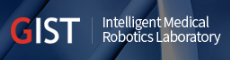 GIST
Intelligent Medical
Robotics Laboratory